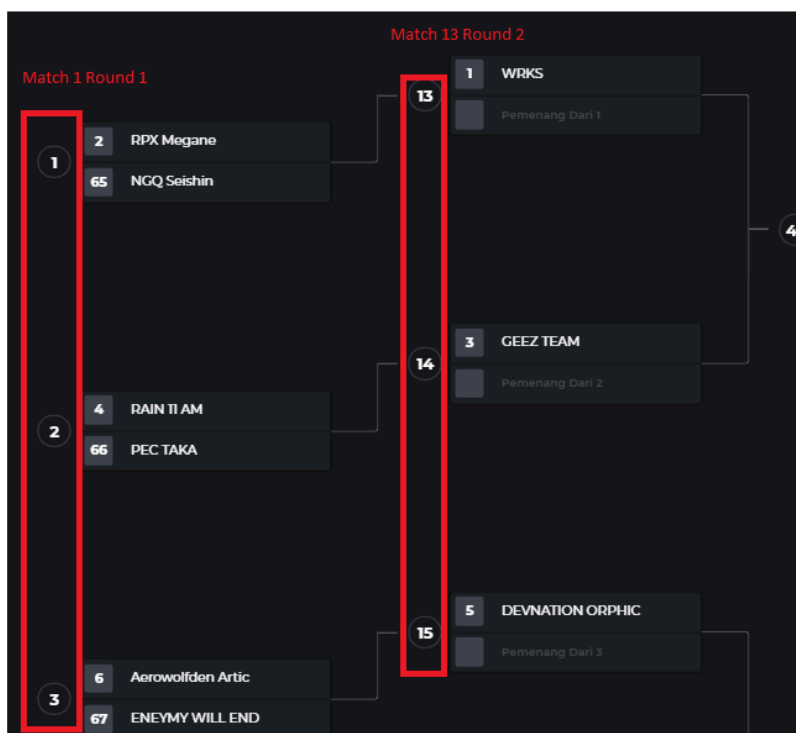 Match 13 Round 2
Match 1 Round 1
1
2 RPX Megane
65 NGQ Seishin
2
4 RAIN 11 AM
66 PEC TAKA
3
6 Aerowolfden Artic
67 ENEYMY WILL END
13
1 WRKS
Pemenang Dari 1
14
3 GEEZ TEAM
Pemenang Dari 2
15
5 DEVNATION ORPHIC
Pemenang Dari 3
4